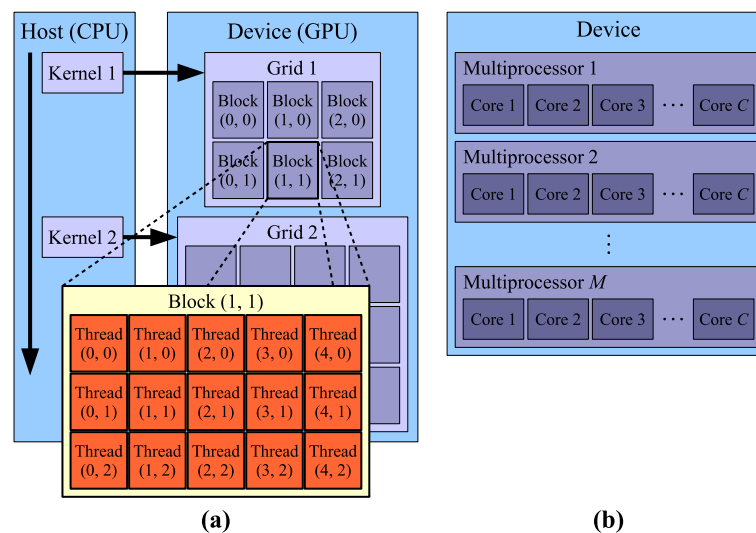 Host (CPU)
Device (GPU)
Kernel 1
Grid 1
Block
(0, 0)
Block
(1, 0)
Block
(2, 0)
Block
(0, 1)
Block
(1, 1)
Block
(2, 1)
Kernel 2
Grid 2
Block (1, 1)
Thread
(0, 0)
Thread
(1, 0)
Thread
(2, 0)
Thread
(3, 0)
Thread
(4, 0)
Thread
(0, 1)
Thread
(1, 1)
Thread
(2, 1)
Thread
(3, 1)
Thread
(4, 1)
Thread
(0, 2)
Thread
(1, 2)
Thread
(2, 2)
Thread
(3, 2)
Thread
(4, 2)
(a)
Device
Multiprocessor 1
Core 1 Core 2 Core 3 ··· Core C
Multiprocessor 2
Core 1 Core 2 Core 3 ··· Core C
⋮
Multiprocessor M
Core 1 Core 2 Core 3 ··· Core C
(b)